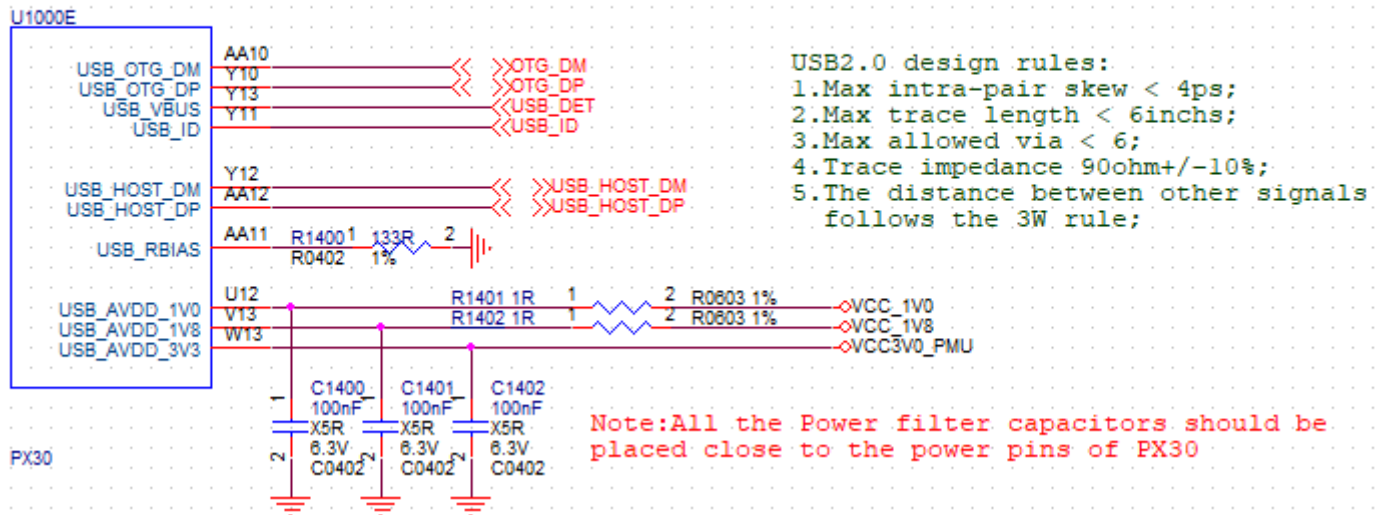 U1000E
USB_OTG_DM AA10 OTG_DM
USB_OTG_DP Y10 OTG_DP
USB_VBUS Y13 USB_DET
USB_ID Y11 USB_ID
USB_HOST_DM Y12 USB_HOST_DM
USB_HOST_DP AA12 USB_HOST_DP
USB_RBIAS AA11 R1400 1 133R 2
R0402 1%
USB_AVDD_1V0 U12 R1401 1R 1 2 R0603 1% VCC_1V0
USB_AVDD_1V8 V13 R1402 1R 1 2 R0603 1% VCC_1V8
USB_AVDD_3V3 W13 VCC3V0_PMU
1 C1400 1 C1401 1 C1402
100nF 100nF 100nF
X5R X5R X5R
6.3V 6.3V 6.3V
2 C0402 2 C0402 2 C0402
PX30
USB2.0 design rules:
1.Max intra-pair skew < 4ps;
2.Max trace length < 6inchs;
3.Max allowed via < 6;
4.Trace impedance 90ohm+/-10%;
5.The distance between other signals
follows the 3W rule;
Note:All the Power filter capacitors should be
placed close to the power pins of PX30